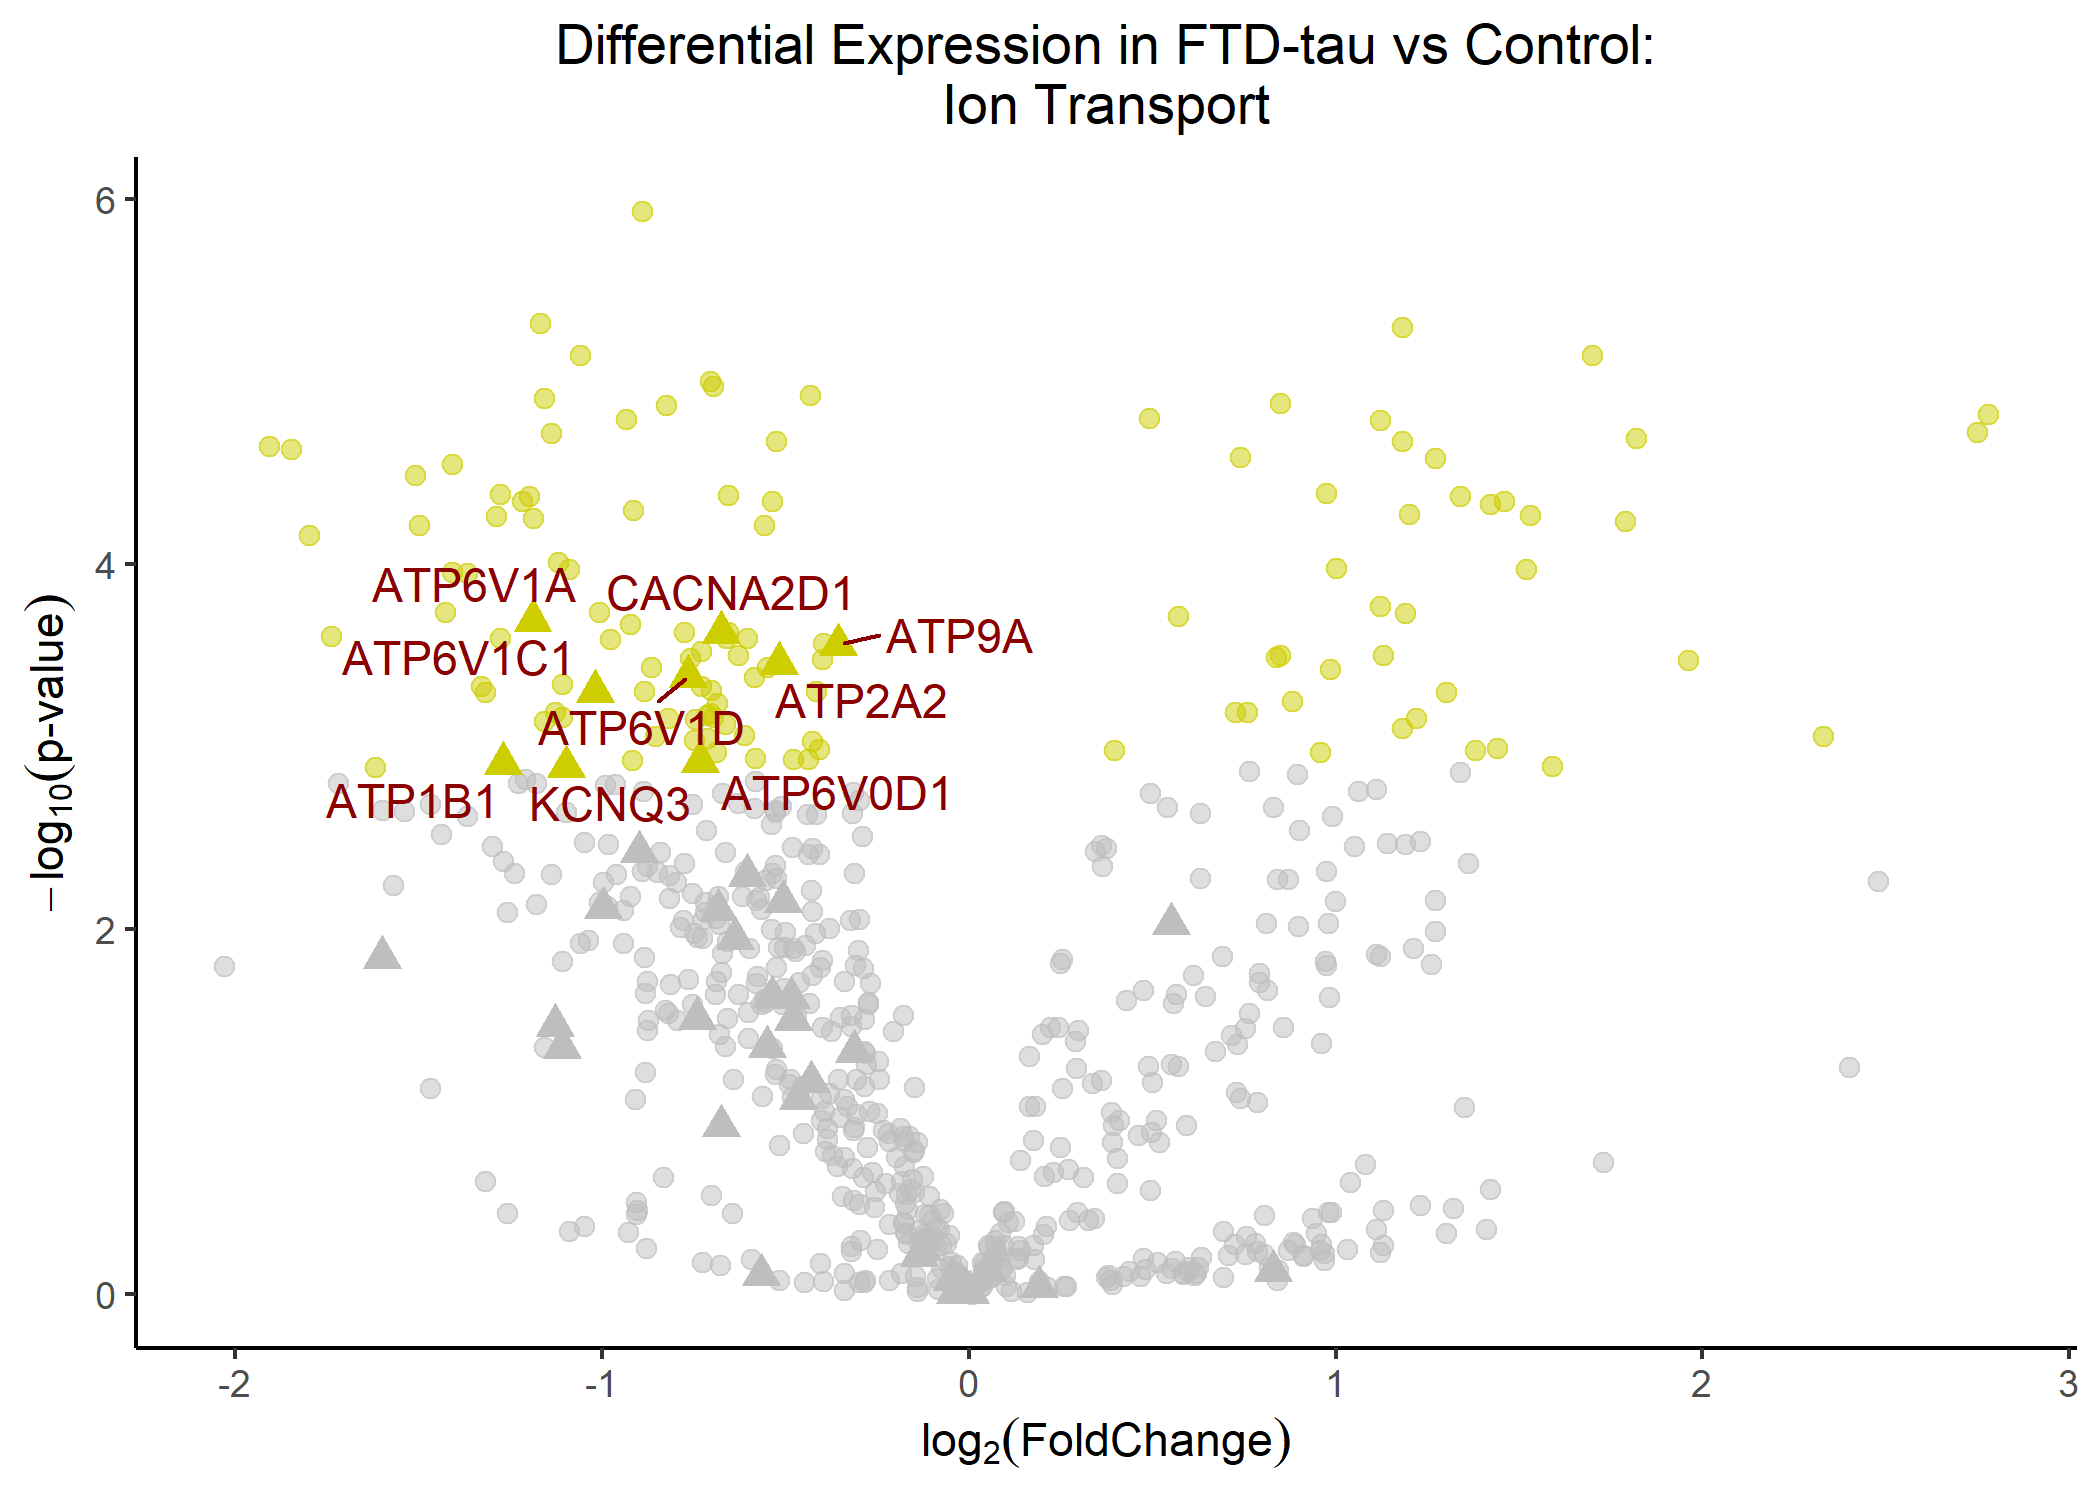 Differential Expression in FTD-tau vs Control:
Ion Transport
6
4
2
0
−log10(p-value)
ATP6V1A
CACNA2D1
ATP9A
ATP6V1C1
ATP2A2
ATP6V1D
ATP1B1
KCNQ3
ATP6V0D1
-2
-1
0
1
2
3
log2(FoldChange)